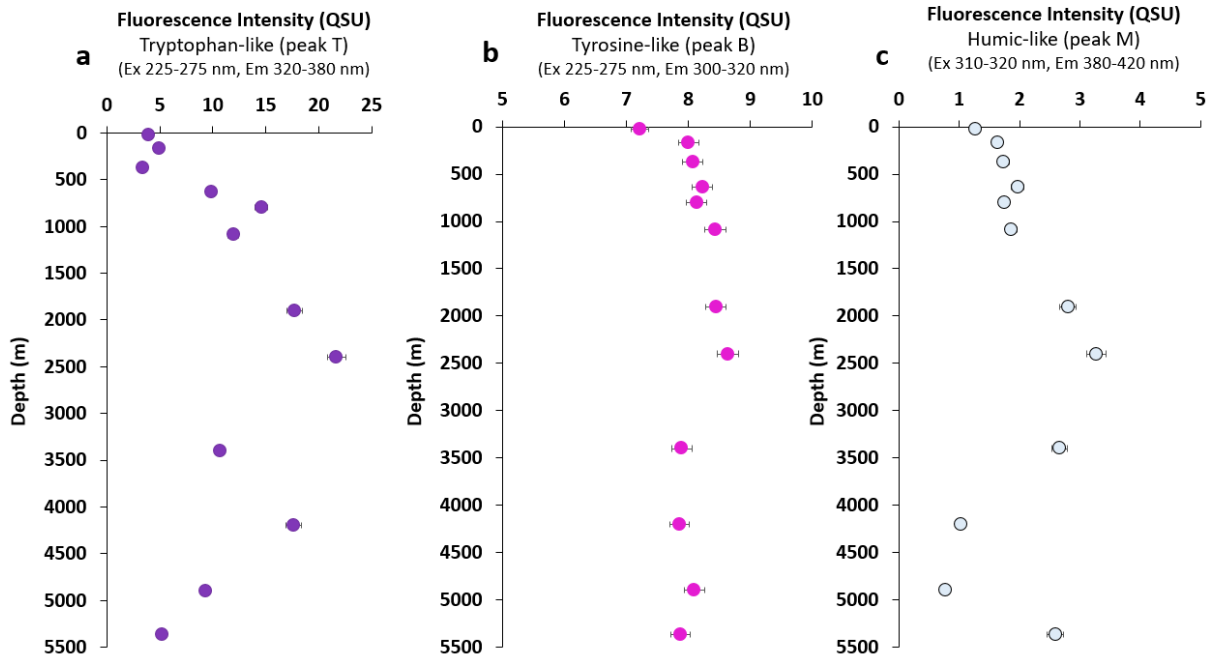 a
Fluorescence Intensity (QSU)
Tryptophan-like (peak T)
(Ex 225-275 nm, Em 320-380 nm)
0 5 10 15 20 25
Depth (m)
0
500
1000
1500
2000
2500
3000
3500
4000
4500
5000
5500
b
Fluorescence Intensity (QSU)
Tyrosine-like (peak B)
(Ex 225-275 nm, Em 300-320 nm)
5 6 7 8 9 10
Depth (m)
0
500
1000
1500
2000
2500
3000
3500
4000
4500
5000
5500
c
Fluorescence Intensity (QSU)
Humic-like (peak M)
(Ex 310-320 nm, Em 380-420 nm)
0 1 2 3 4 5
Depth (m)
0
500
1000
1500
2000
2500
3000
3500
4000
4500
5000
5500